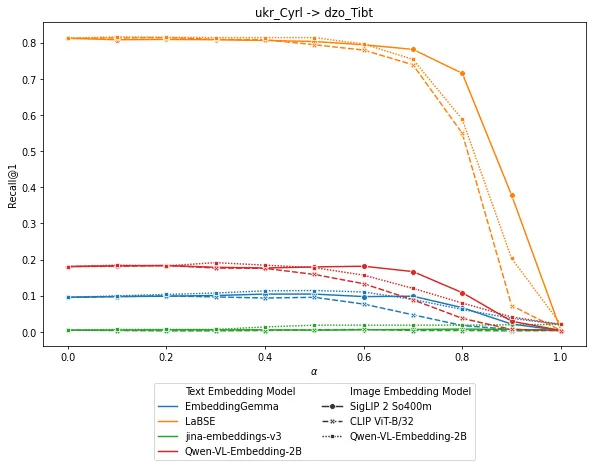 ukr_Cyrl -> dzo_Tibt
Recall@1
0.8
0.7
0.6
0.5
0.4
0.3
0.2
0.1
0.0
0.0 0.2 0.4 0.6 0.8 1.0
α
Text Embedding Model Image Embedding Model
EmbeddingGemma SigLIP 2 So400m
LaBSE CLIP ViT-B/32
jina-embeddings-v3 Qwen-VL-Embedding-2B
Qwen-VL-Embedding-2B